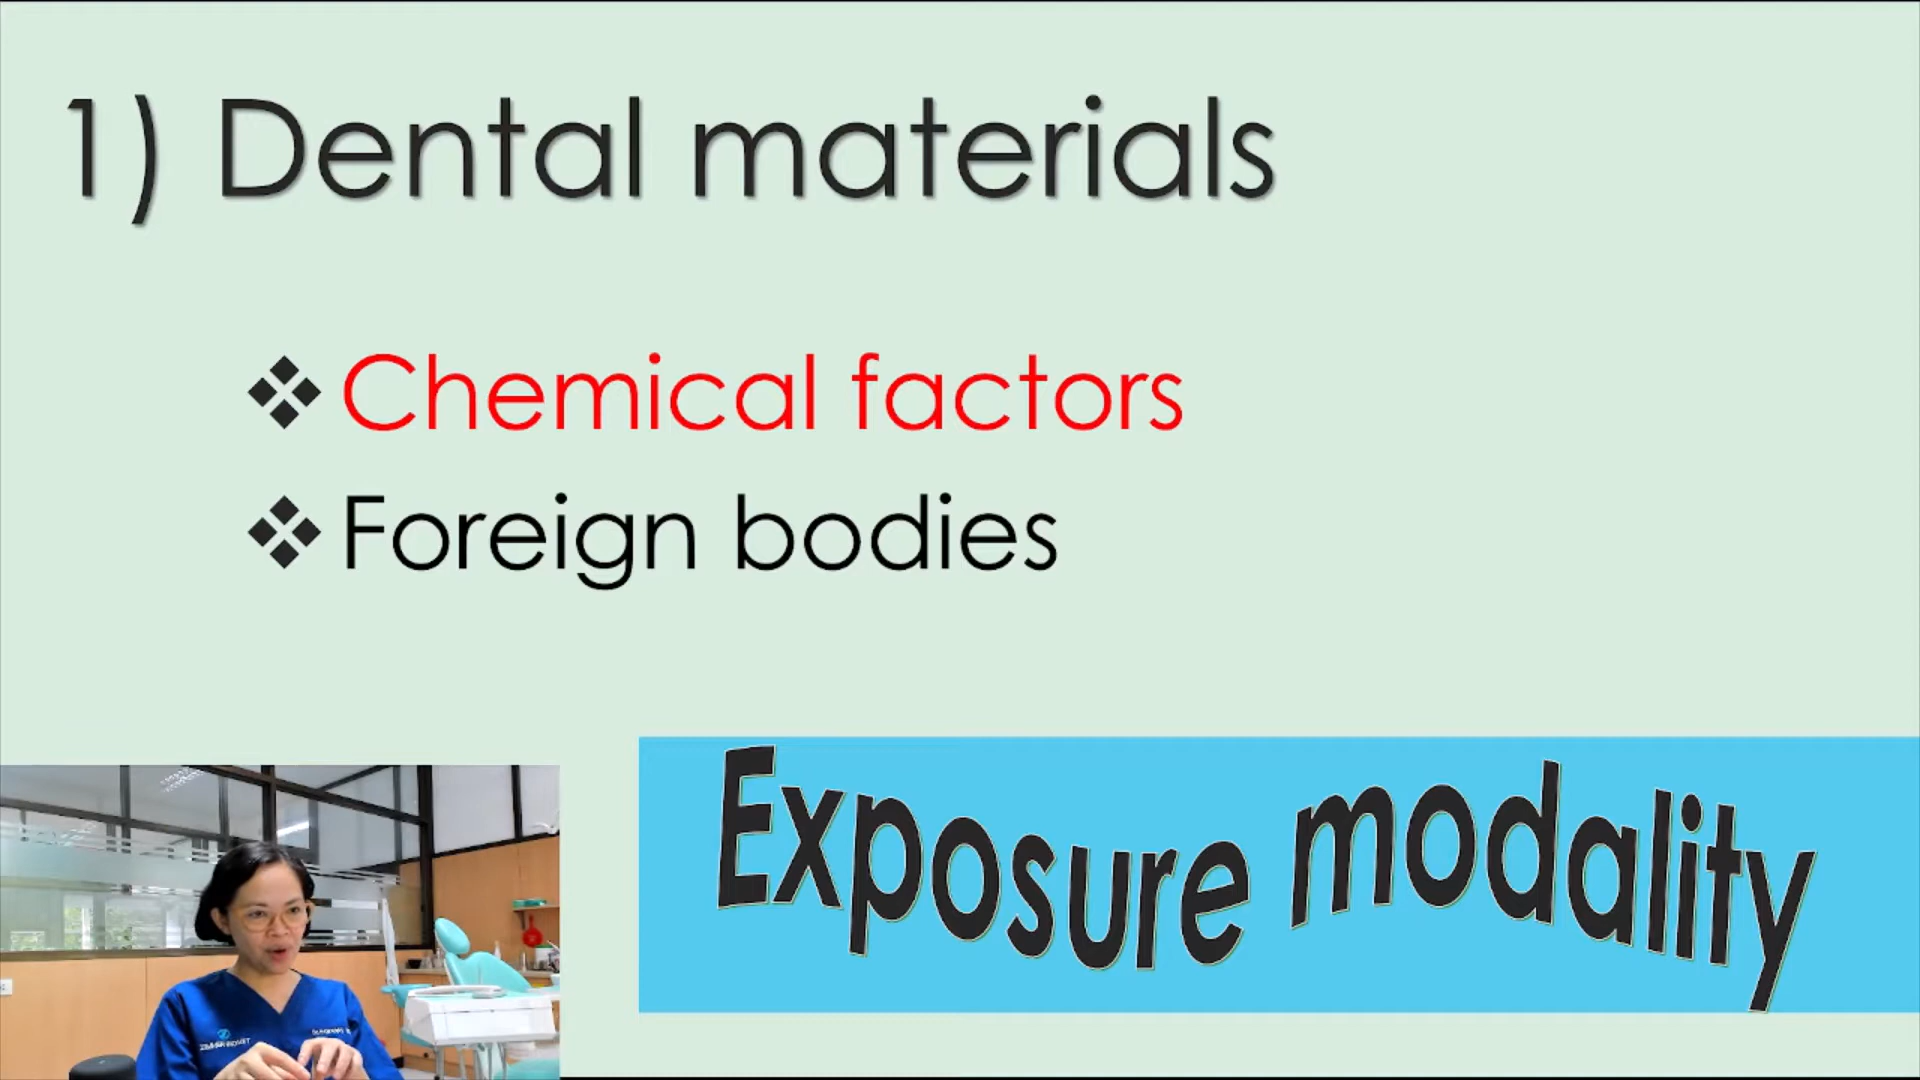 1) Dental materials
❖ Chemical factors
❖ Foreign bodies
Exposure modality